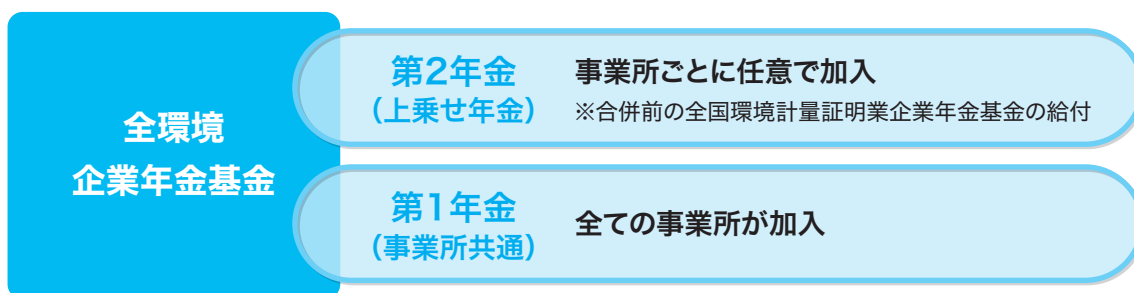 全環境
企業年金基金
第2年金
（上乗せ年金）
事業所ごとに任意で加入
※合併前の全国環境計量証明業企業年金基金の給付
第1年金
（事業所共通）
全ての事業所が加入